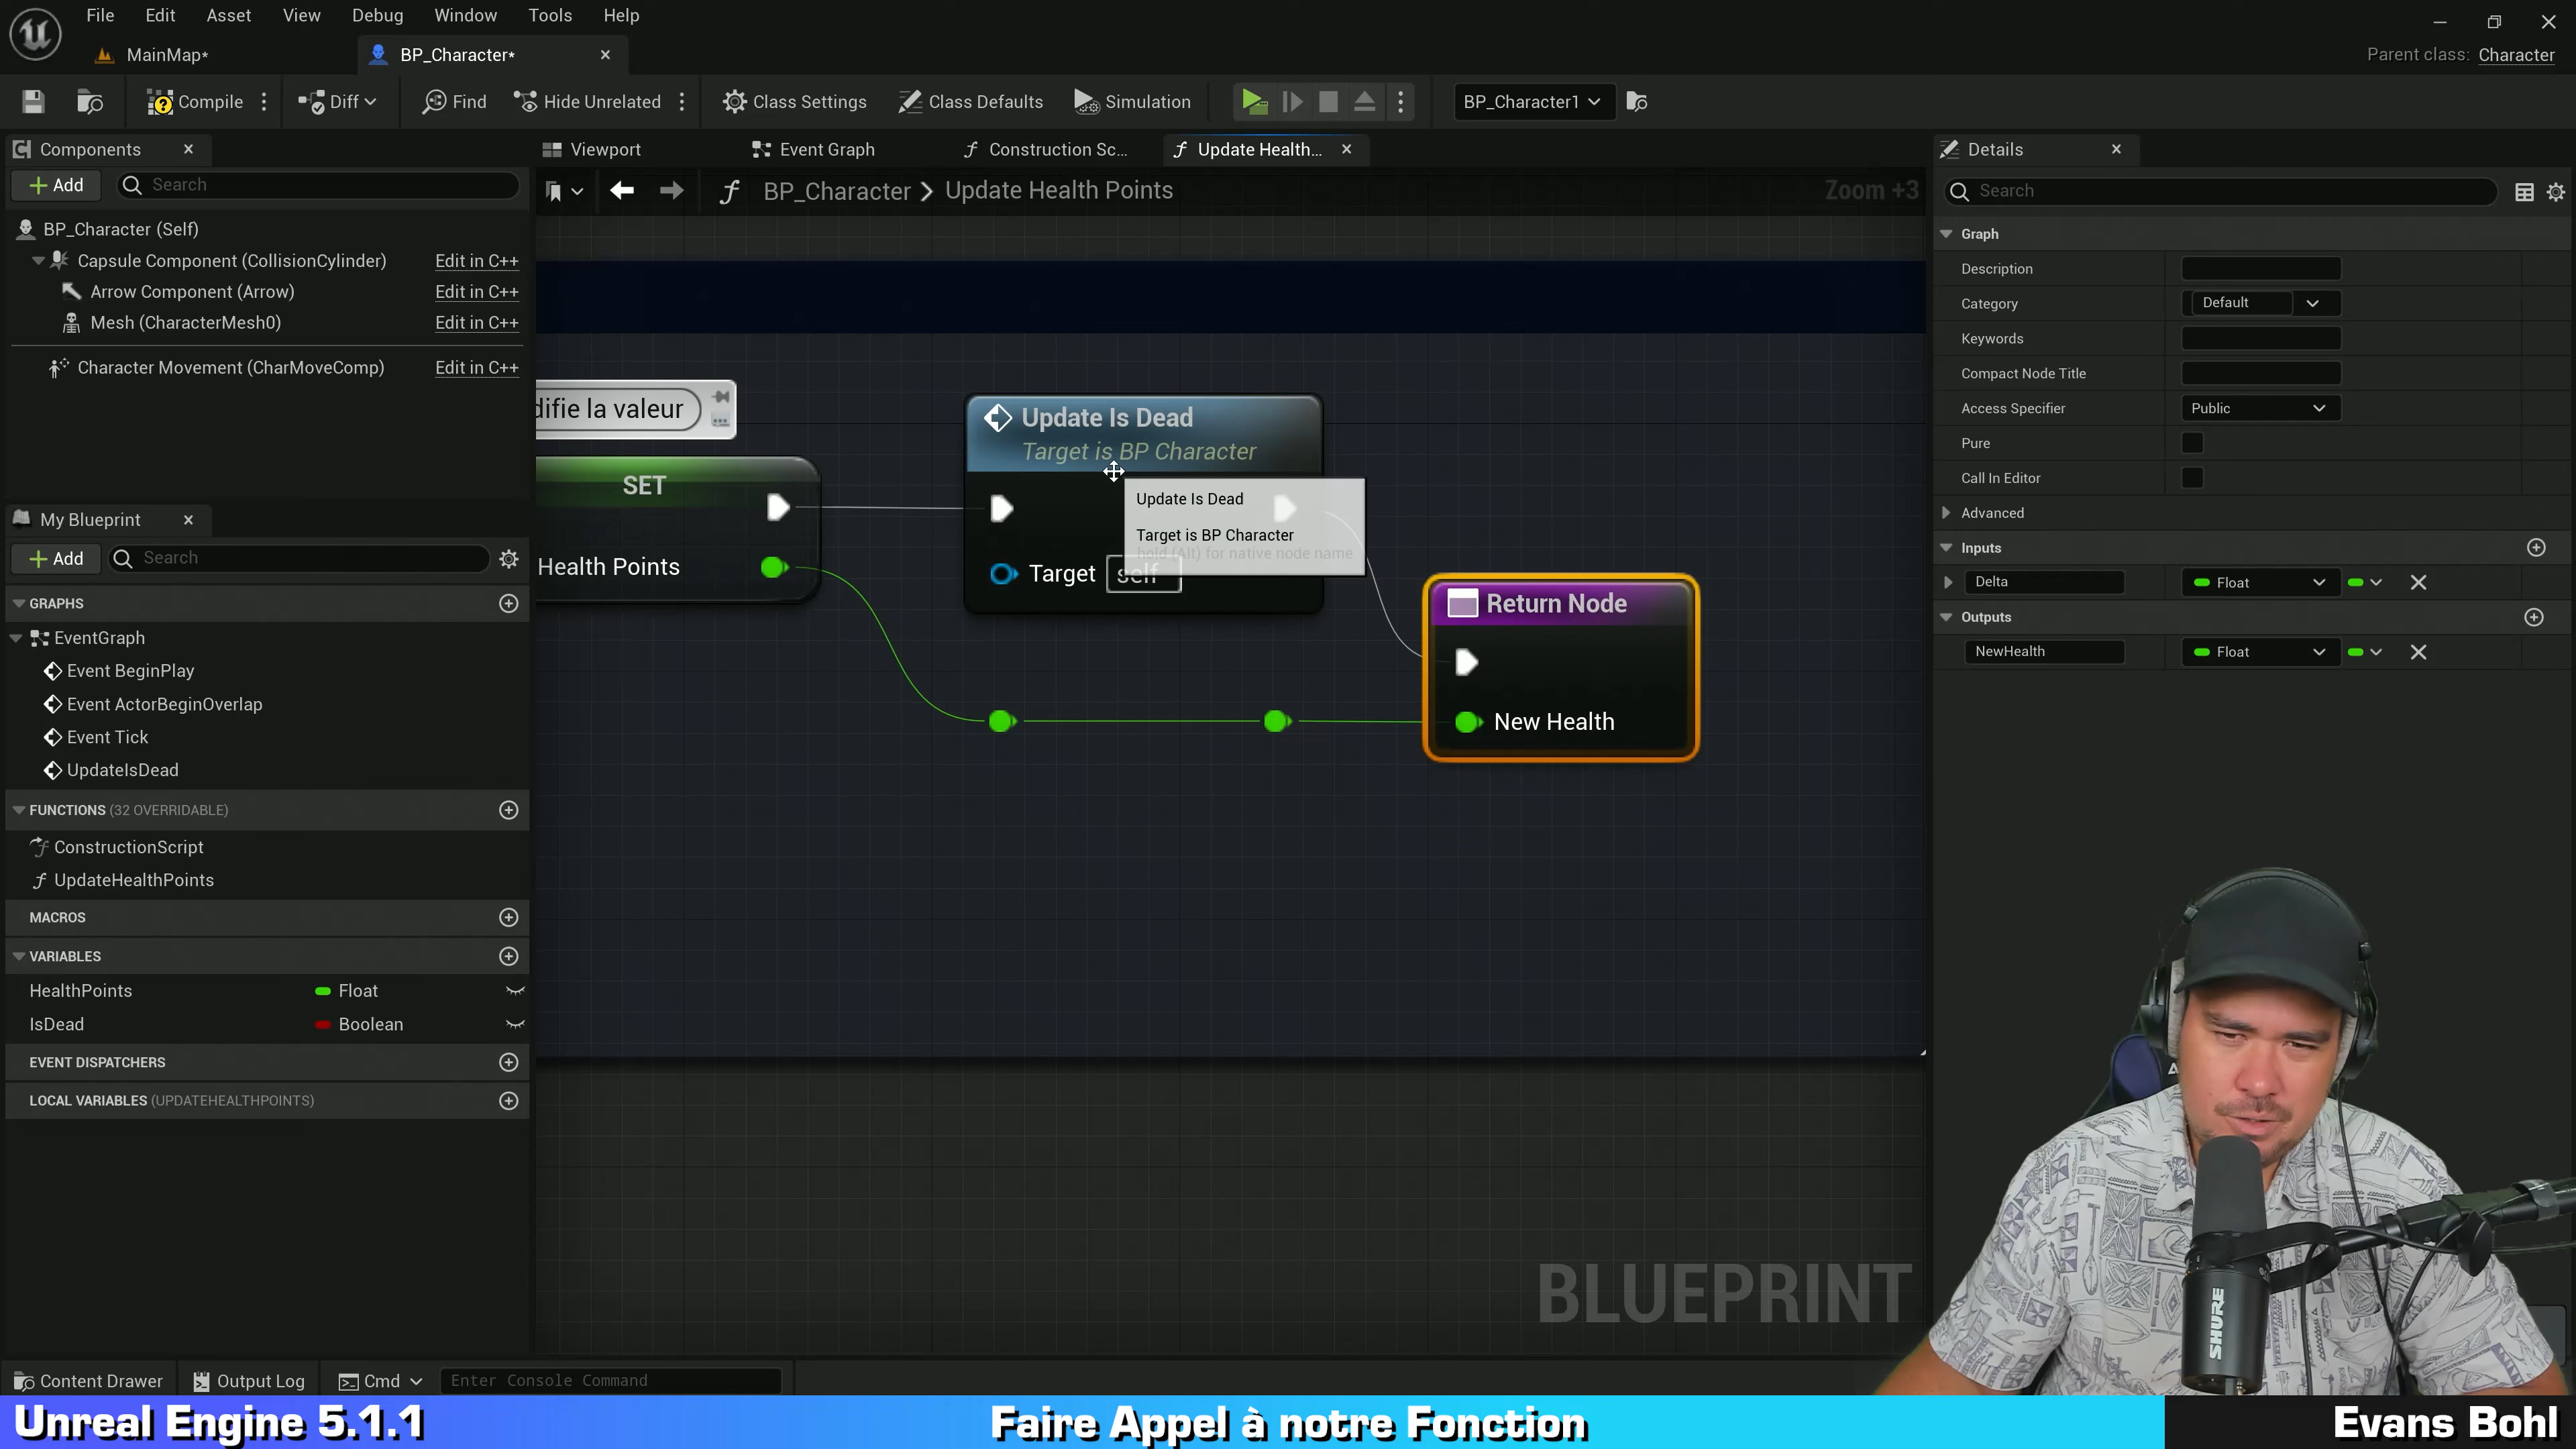 File Edit Asset View Debug Window Tools Help
MainMap*
BP_Character*
Parent class: Character
Compile
Diff
Find
Hide Unrelated
Class Settings
Class Defaults
Simulation
BP_Character1
Components
Viewport
Event Graph
Construction Sc...
Update Health...
Details
Add
Search
BP_Character > Update Health Points
Zoom +3
Search
BP_Character (Self)
Capsule Component (CollisionCylinder) Edit in C++
Arrow Component (Arrow) Edit in C++
Mesh (CharacterMesh0) Edit in C++
Character Movement (CharMoveComp) Edit in C++
Graph
Description
Category Default
Keywords
Compact Node Title
Access Specifier Public
Pure
Call In Editor
Advanced
Inputs
Delta Float
Outputs
NewHealth Float
difie la valeur
SET
Health Points
Update Is Dead
Target is BP Character
Target self
Update Is Dead
Target is BP Character
hold (Alt) for native node name
Return Node
New Health
My Blueprint
Add
Search
GRAPHS
EventGraph
Event BeginPlay
Event ActorBeginOverlap
Event Tick
UpdateIsDead
FUNCTIONS (32 OVERRIDABLE)
ConstructionScript
UpdateHealthPoints
MACROS
VARIABLES
HealthPoints Float
IsDead Boolean
EVENT DISPATCHERS
LOCAL VARIABLES (UPDATEHEALTHPOINTS)
BLUEPRINT
SHURE
Content Drawer
Output Log
Cmd
Enter Console Command
Unreal Engine 5.1.1
Faire Appel à notre Fonction
Evans Bohl